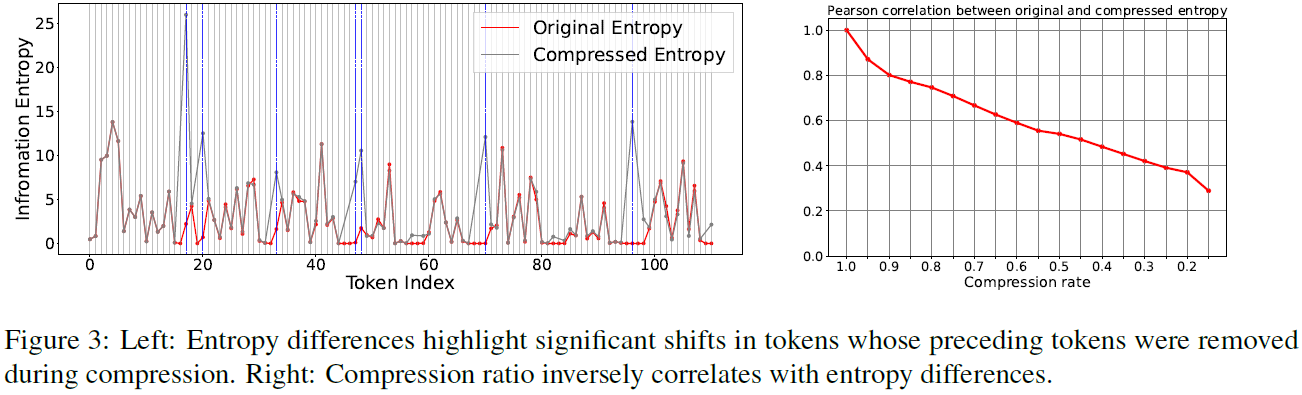 Original Entropy
Compressed Entropy
Infromation Entropy
25
20
15
10
5
0
0 20 40 60 80 100
Token Index
Pearson correlation between original and compressed entropy
1.0
0.8
0.6
0.4
0.2
0.0
1.0 0.9 0.8 0.7 0.6 0.5 0.4 0.3 0.2
Compression rate
Figure 3: Left: Entropy differences highlight significant shifts in tokens whose preceding tokens were removed
during compression. Right: Compression ratio inversely correlates with entropy differences.